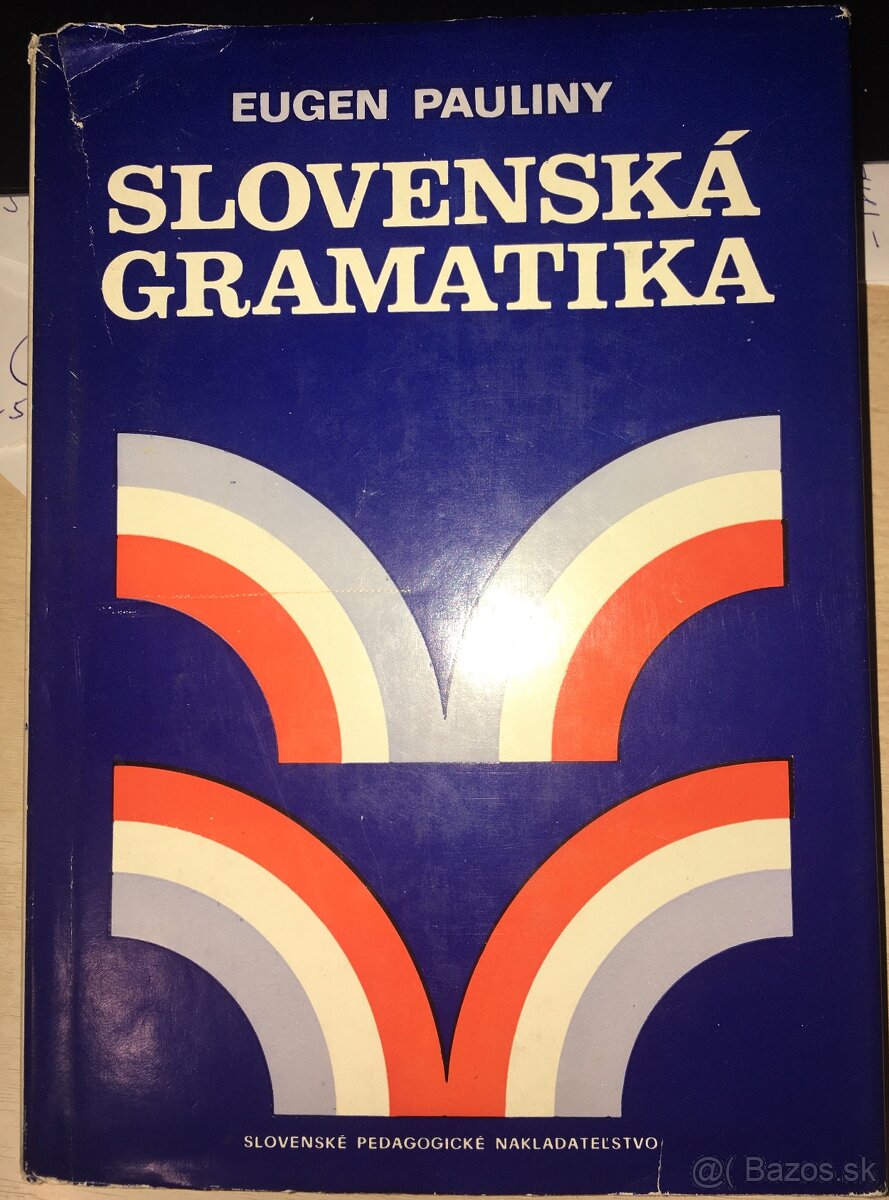 EUGEN PAULINY
SLOVENSKÁ
GRAMATIKA
SLOVENSKÉ PEDAGOGICKÉ NAKLADATEĽSTVO
@( Bazos.sk